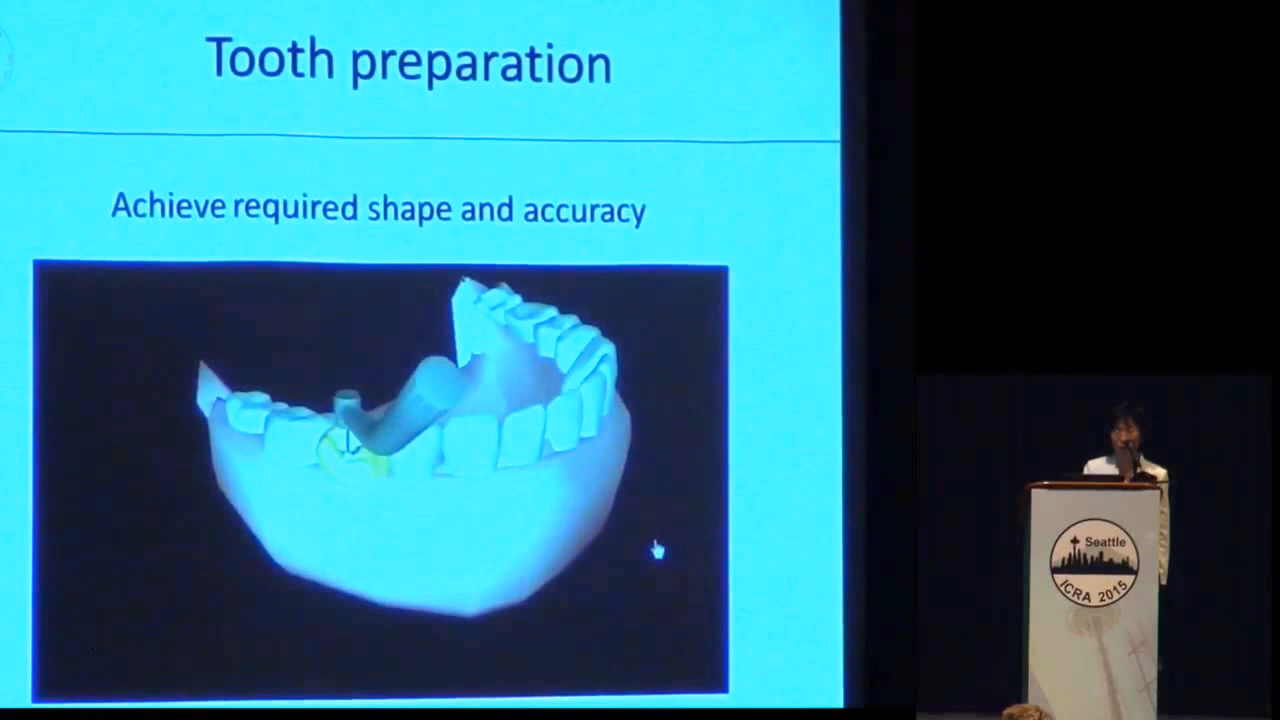 Tooth preparation
Achieve required shape and accuracy
Seattle
ICRA 2015